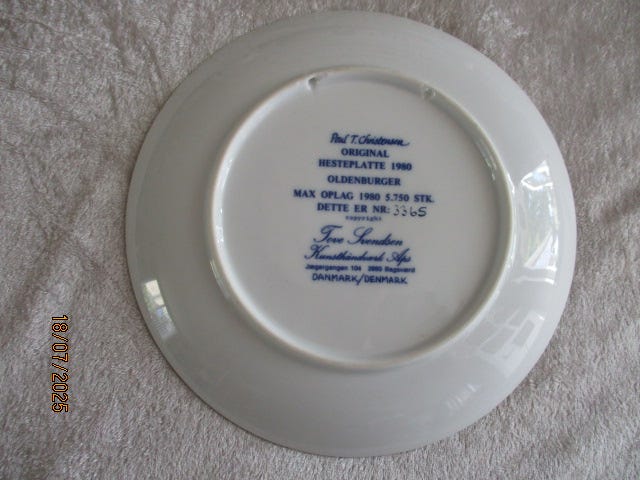 Poul T. Christensen
ORIGINAL
HESTEPLATTE 1980
OLDENBURGER
MAX OPLAG 1980 5.750 STK.
DETTE ER NR: 3365
copyright
Tove Svendsen
Kunsthåndværk Aps
Jægergangen 104 2880 Bagsværd
DANMARK/DENMARK
18/07/2025